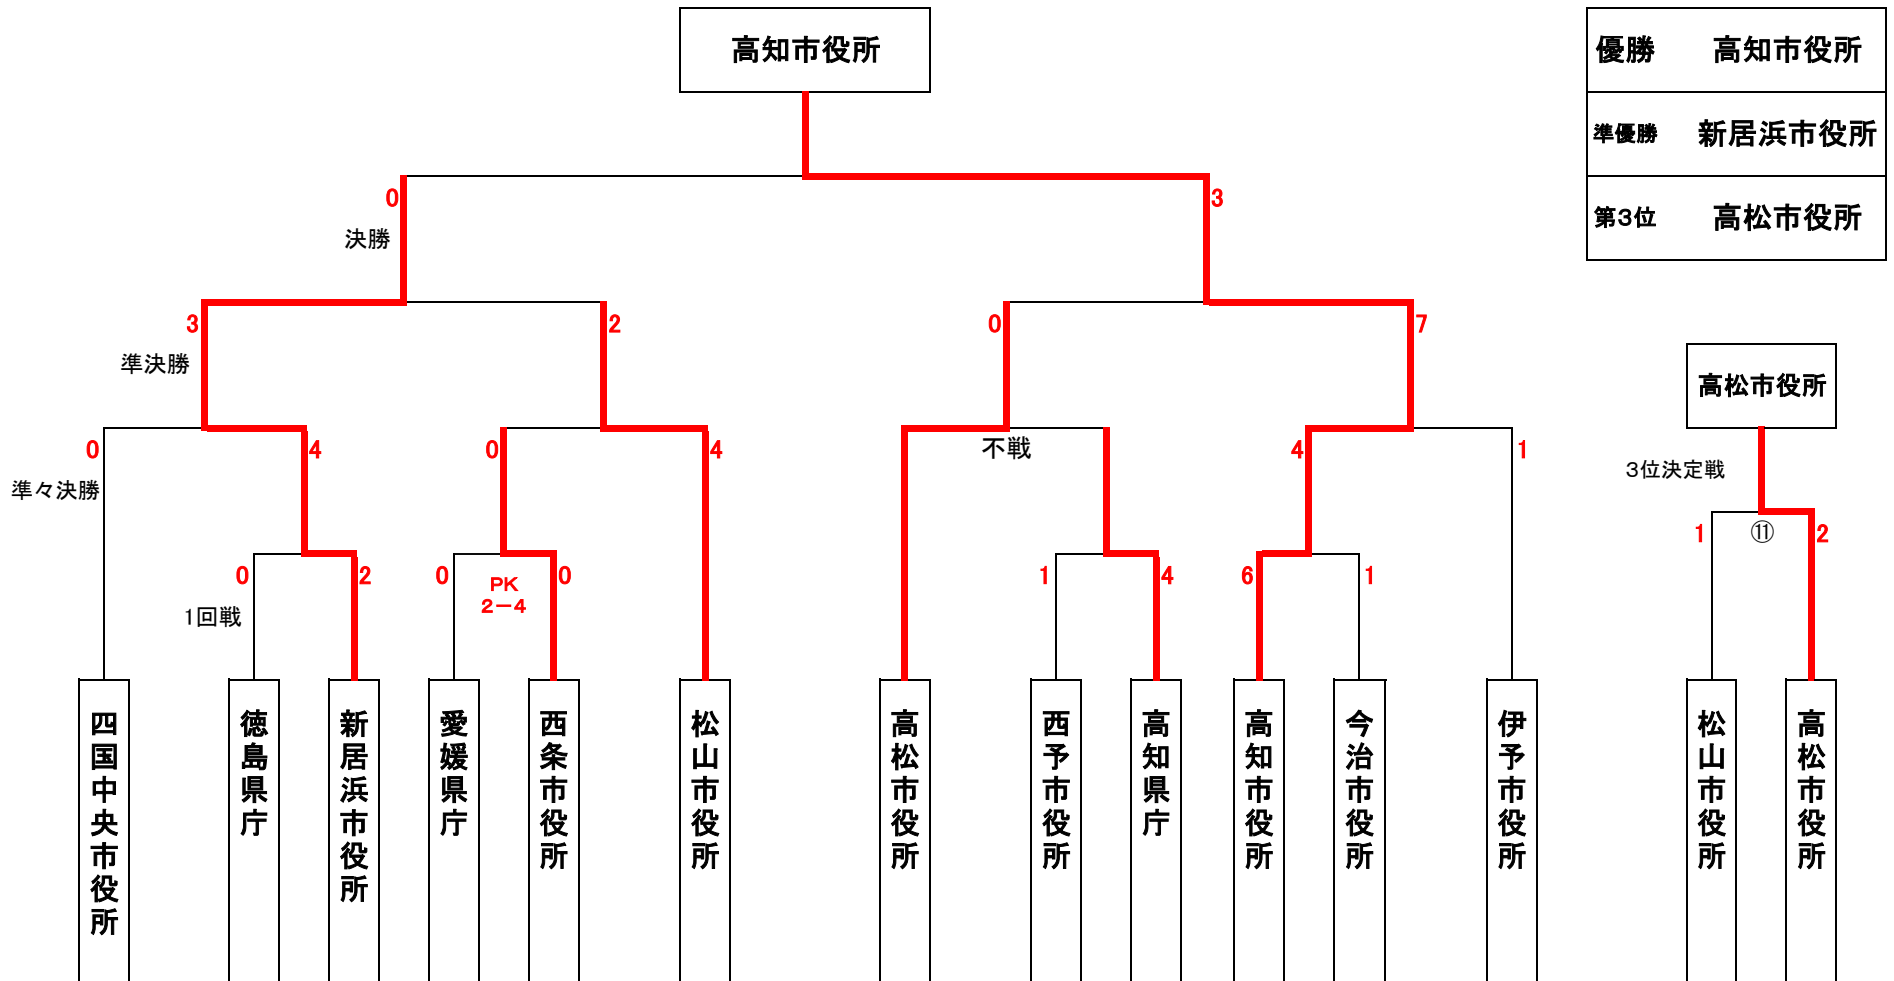 高知市役所
優勝 高知市役所
準優勝 新居浜市役所
第3位 高松市役所
0
3
決勝
3
2
0
7
準決勝
高松市役所
0
4
0
4
不戦
4
1
準々決勝
3位決定戦
1
⑪
2
0
2
0
PK
2-4
0
1
4
6
1
1回戦
四国中央市役所
徳島県庁
新居浜市役所
愛媛県庁
西条市役所
松山市役所
高松市役所
西予市役所
高知県庁
高知市役所
今治市役所
伊予市役所
松山市役所
高松市役所